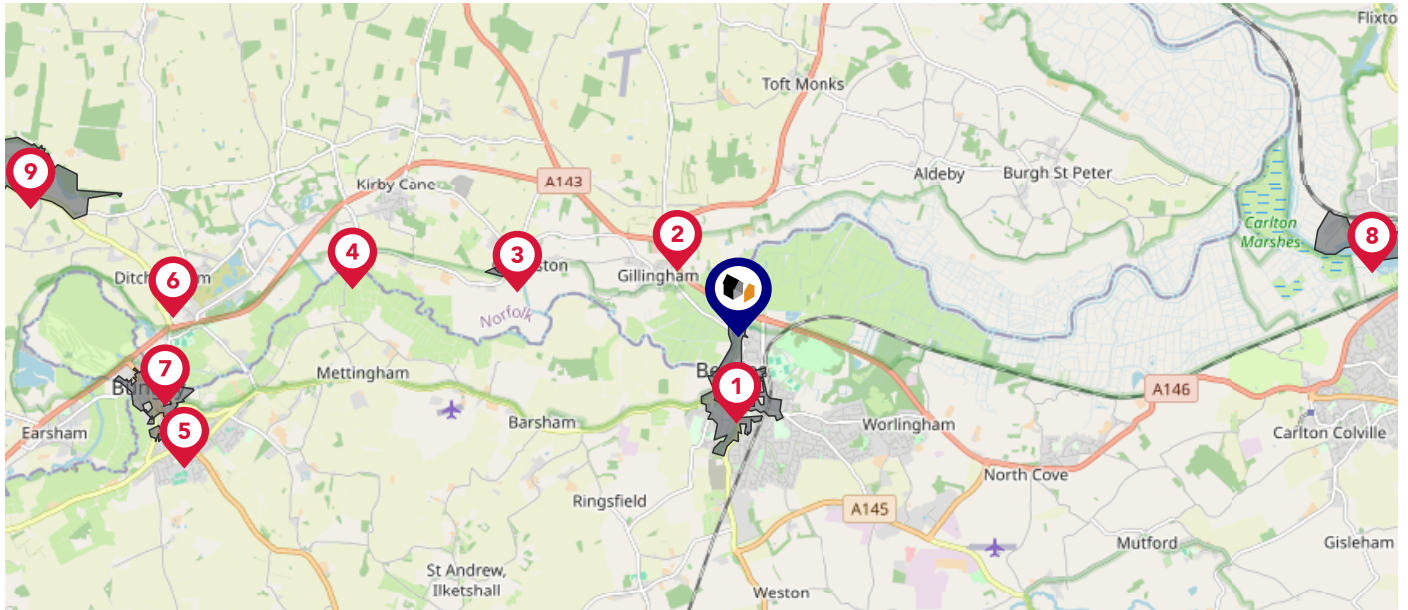 Flixto
Toft Monks
9
Kirby Cane
A143
Aldeby
Burgh St Peter
2
Carlton
Marshes
8
4
3
ston
Gillingham
6
Ditch
m
Norfolk
7
Mettingham
Be
1
A146
5
Earsham
Barsham
Worlingham
Carlton Colville
North Cove
Ringsfield
A145
Mutford
Gisleham
St Andrew,
Ilketshall
Weston